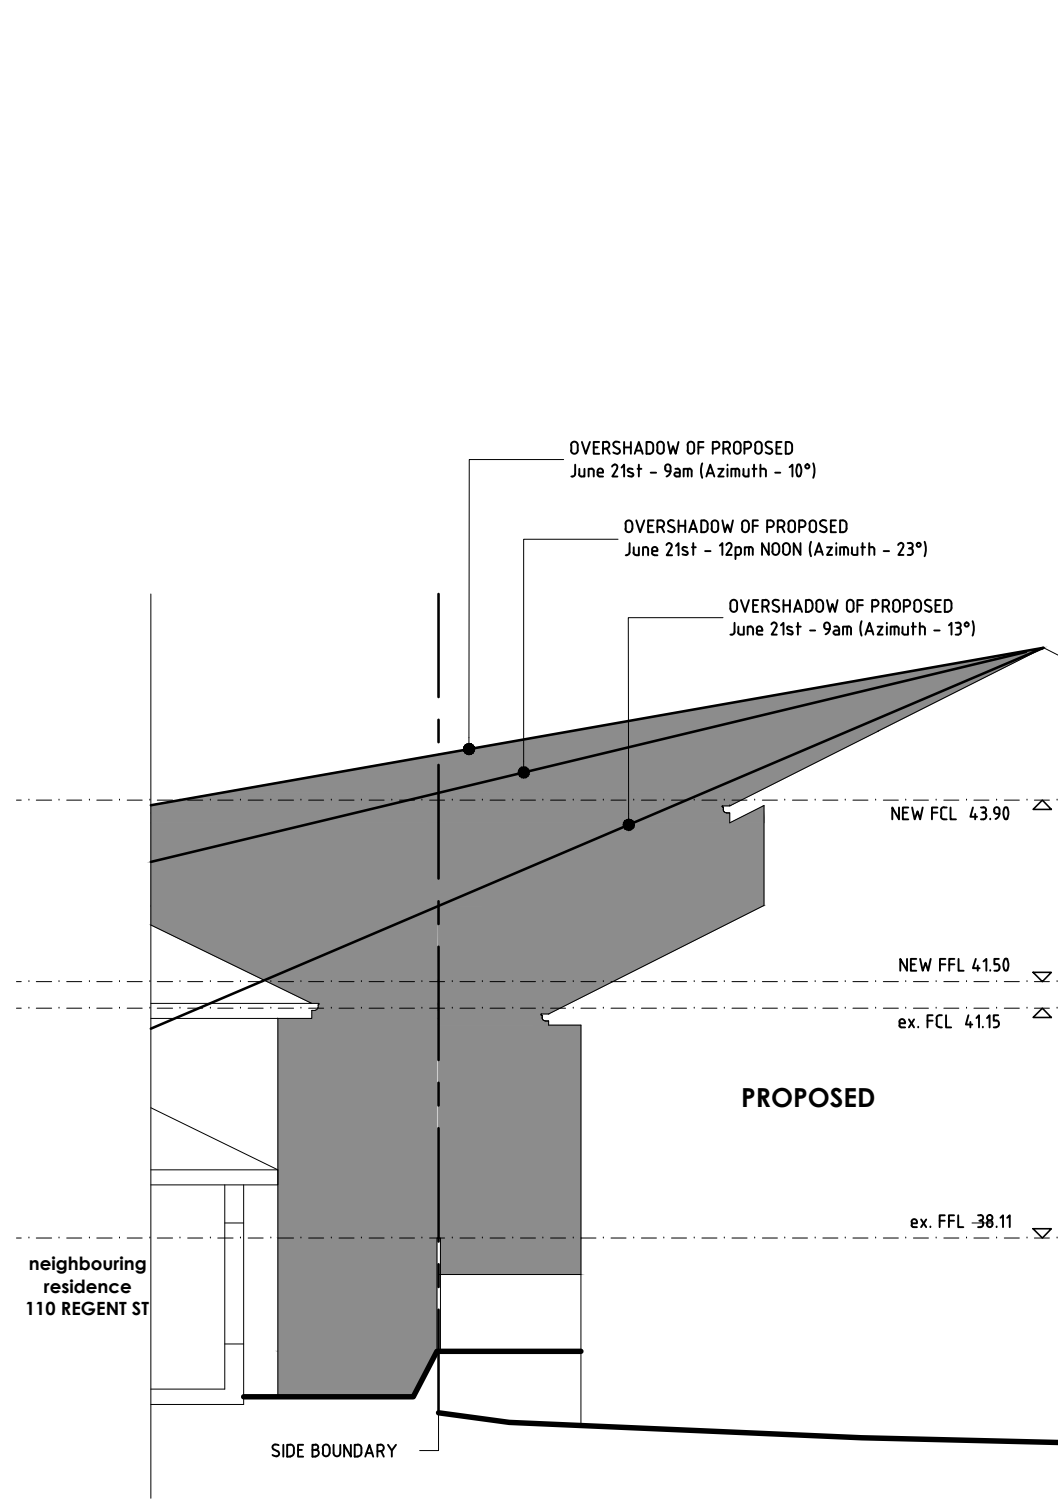 OVERSHADOW OF PROPOSED
June 21st - 9am (Azimuth - 10°)
OVERSHADOW OF PROPOSED
June 21st - 12pm NOON (Azimuth - 23°)
OVERSHADOW OF PROPOSED
June 21st - 9am (Azimuth - 13°)
NEW FCL 43.90
NEW FFL 41.50
ex. FCL 41.15
PROPOSED
ex. FFL 38.11
neighbouring
residence
110 REGENT ST
SIDE BOUNDARY